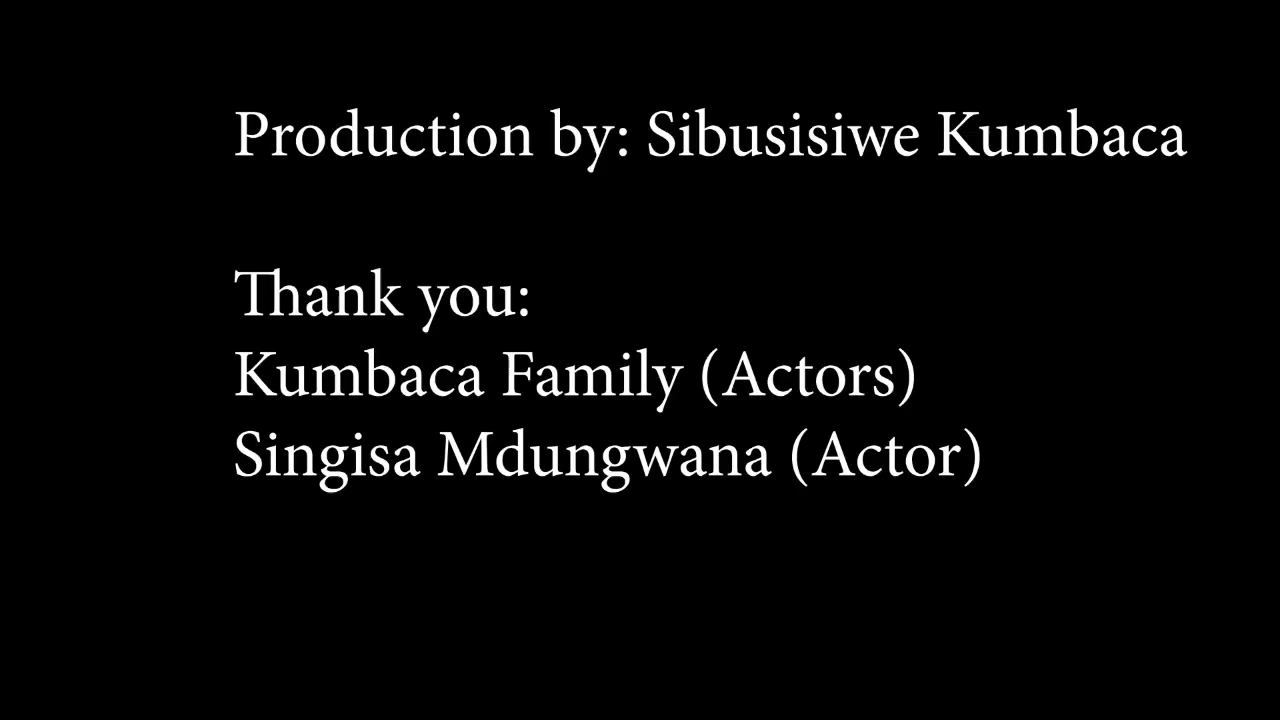 Production by: Sibusisiwe Kumbaca
Thank you:
Kumbaca Family (Actors)
Singisa Mdungwana (Actor)